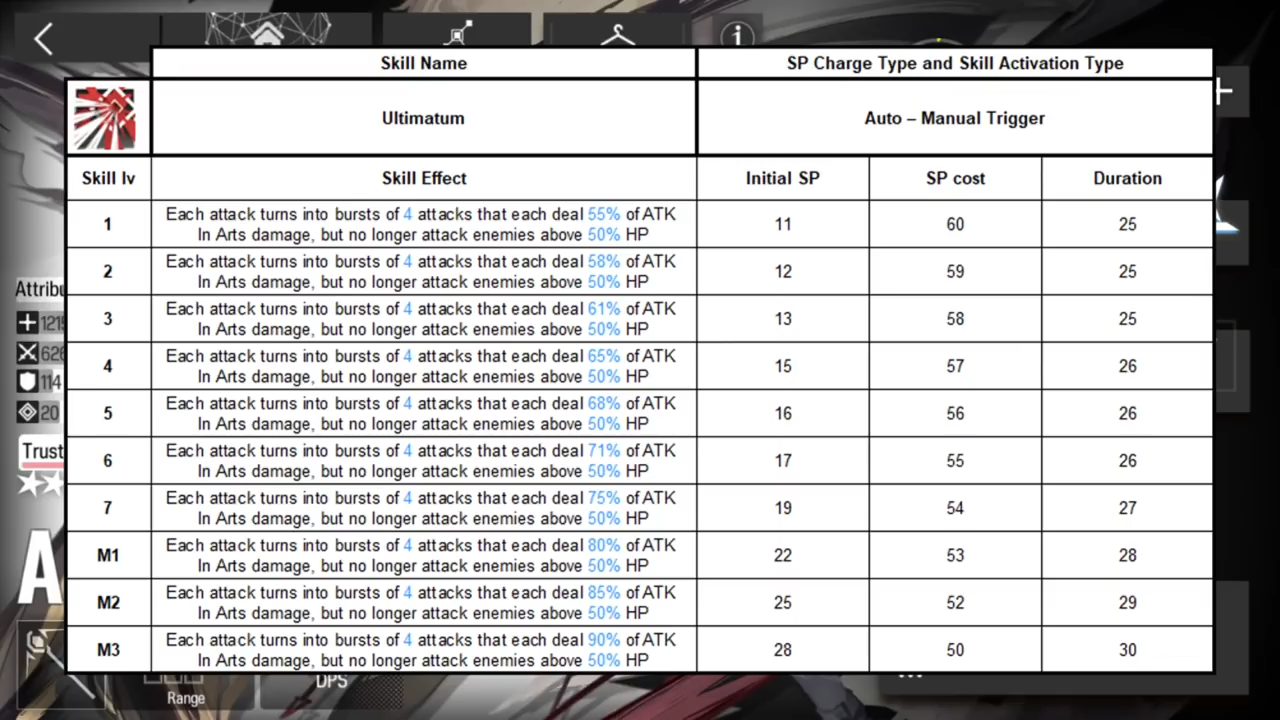 Skill Name
SP Charge Type and Skill Activation Type
Ultimatum
Auto – Manual Trigger
Skill lv
Skill Effect
Initial SP
SP cost
Duration
1
Each attack turns into bursts of 4 attacks that each deal 55% of ATK
In Arts damage, but no longer attack enemies above 50% HP
11
60
25
2
Each attack turns into bursts of 4 attacks that each deal 58% of ATK
In Arts damage, but no longer attack enemies above 50% HP
12
59
25
3
Each attack turns into bursts of 4 attacks that each deal 61% of ATK
In Arts damage, but no longer attack enemies above 50% HP
13
58
25
4
Each attack turns into bursts of 4 attacks that each deal 65% of ATK
In Arts damage, but no longer attack enemies above 50% HP
15
57
26
5
Each attack turns into bursts of 4 attacks that each deal 68% of ATK
In Arts damage, but no longer attack enemies above 50% HP
16
56
26
6
Each attack turns into bursts of 4 attacks that each deal 71% of ATK
In Arts damage, but no longer attack enemies above 50% HP
17
55
26
7
Each attack turns into bursts of 4 attacks that each deal 75% of ATK
In Arts damage, but no longer attack enemies above 50% HP
19
54
27
M1
Each attack turns into bursts of 4 attacks that each deal 80% of ATK
In Arts damage, but no longer attack enemies above 50% HP
22
53
28
M2
Each attack turns into bursts of 4 attacks that each deal 85% of ATK
In Arts damage, but no longer attack enemies above 50% HP
25
52
29
M3
Each attack turns into bursts of 4 attacks that each deal 90% of ATK
In Arts damage, but no longer attack enemies above 50% HP
28
50
30
Attribu
121
626
114
20
Trust
A
Range
DPS